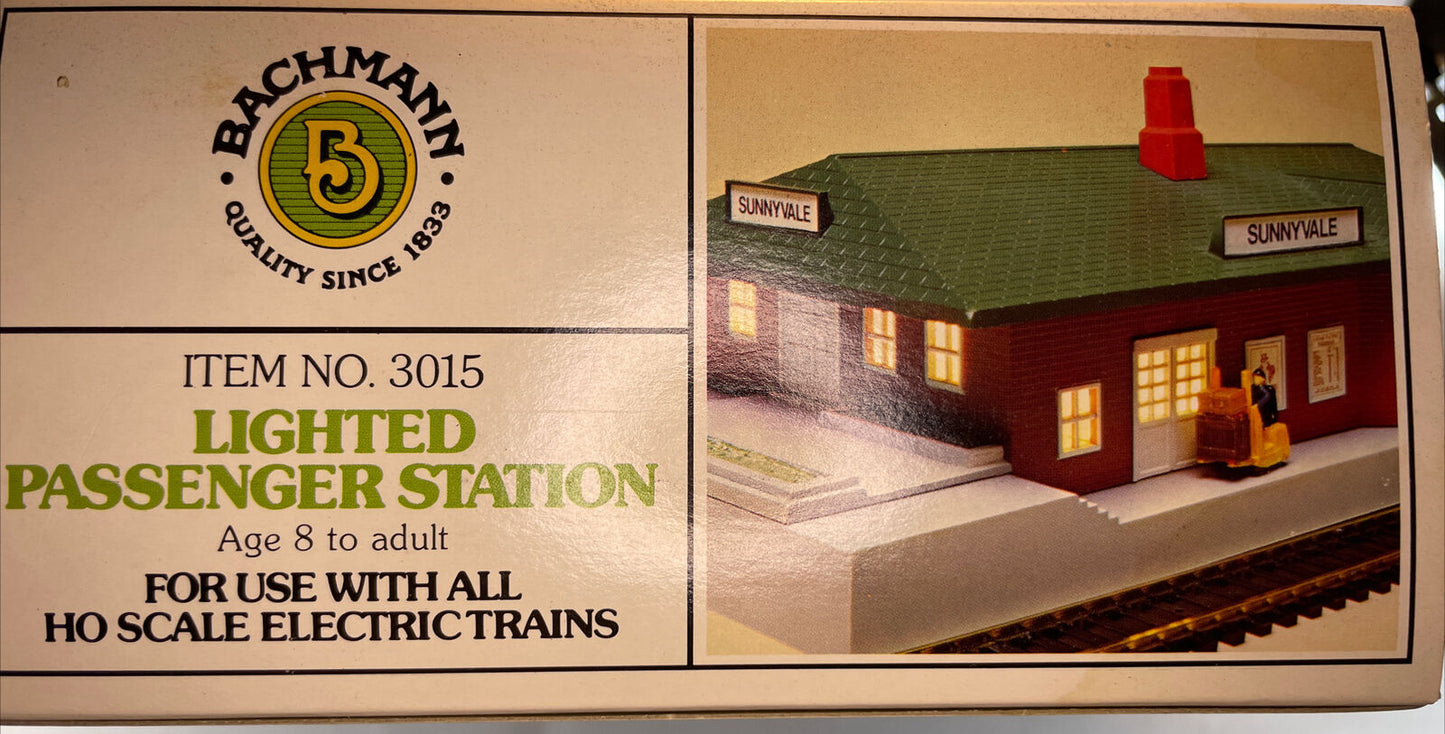 BACHMANN
B
QUALITY SINCE 1833
ITEM NO. 3015
LIGHTED
PASSENGER STATION
Age 8 to adult
FOR USE WITH ALL
HO SCALE ELECTRIC TRAINS
SUNNYVALE
SUNNYVALE